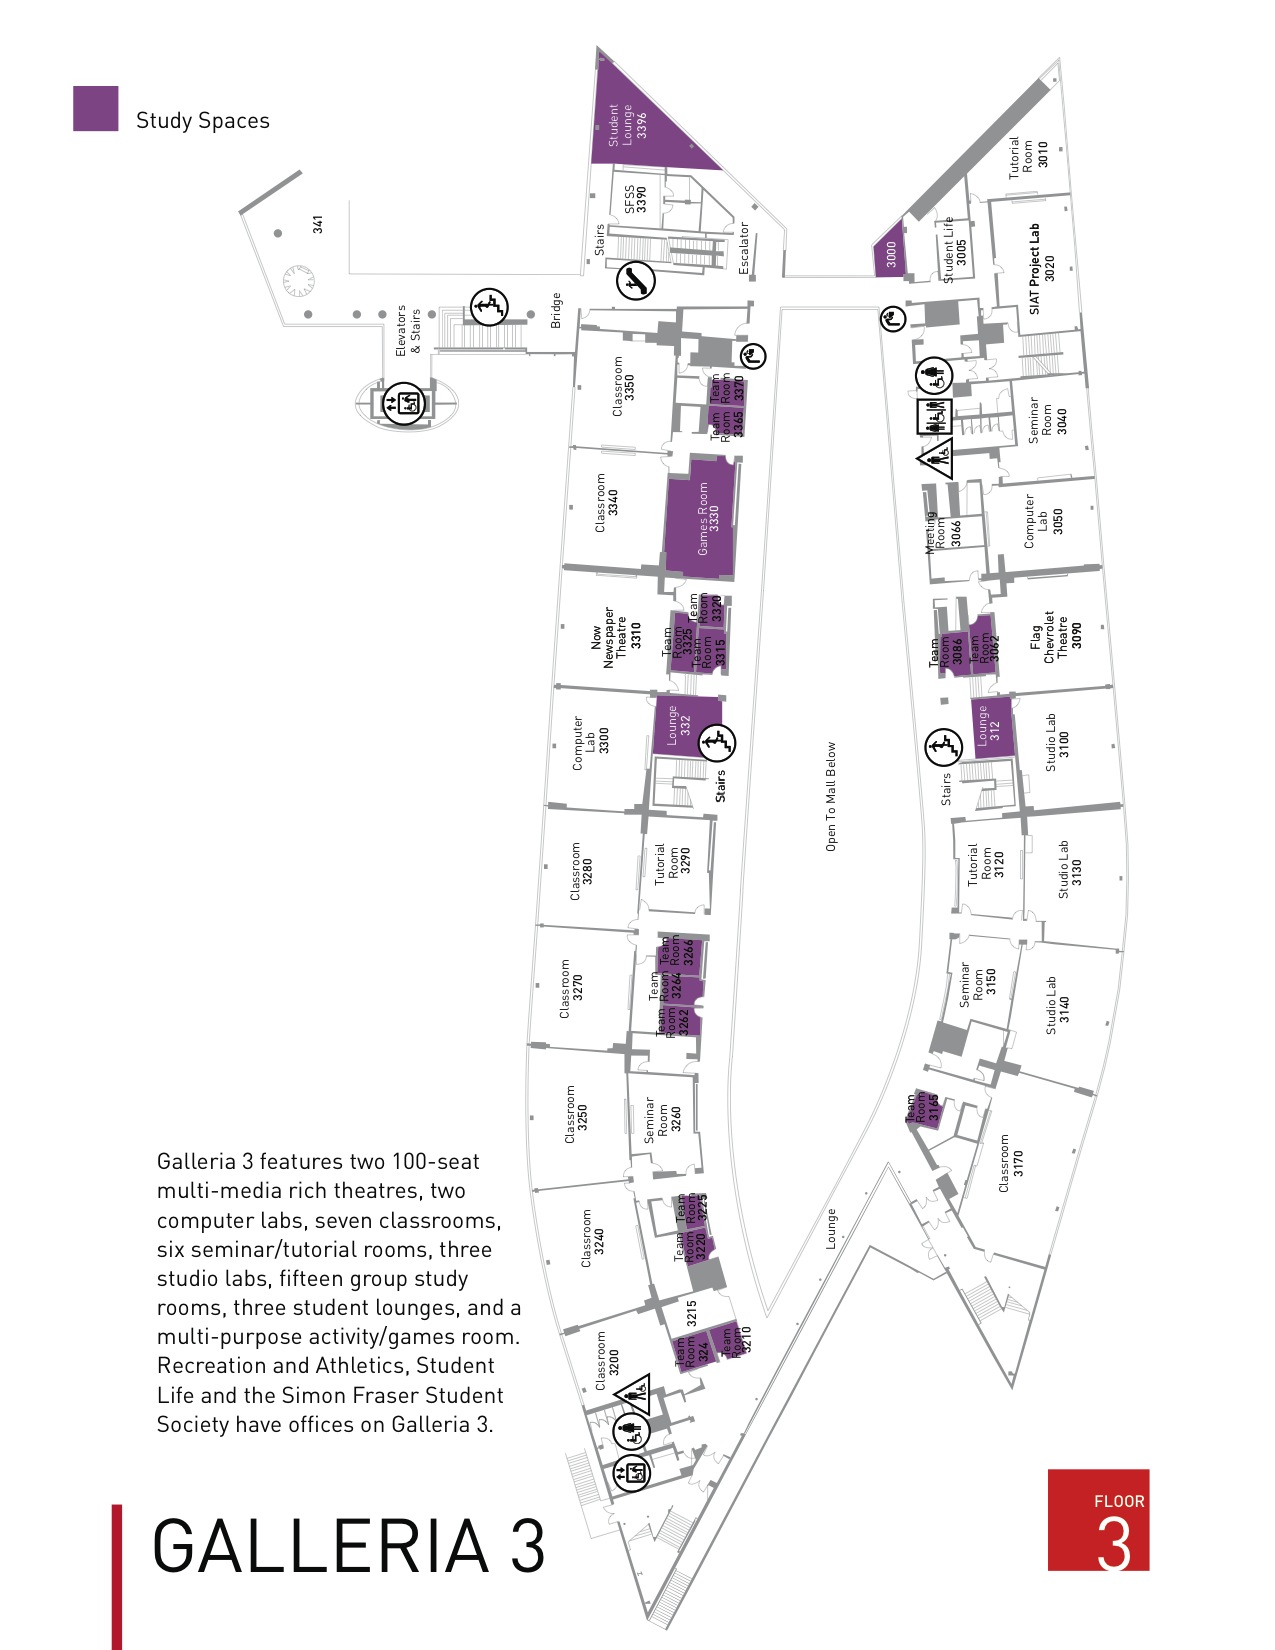 Study Spaces
Student
Lounge
3396
SFSS
3390
Stairs
Escalator
341
Elevators
& Stairs
Bridge
3000
Student Life
3005
Tutorial
Room
3010
SIAT Project Lab
3020
Classroom
3350
Team
Room
3370
Team
Room
3365
Seminar
Room
3040
Classroom
3340
Games Room
3330
Meeting
Room
3066
Computer
Lab
3050
Now
Newspaper
Theatre
3310
Team
Room
3325
Team
Room
3320
Team
Room
3315
Team
Room
3086
Team
Room
3062
Flag
Chevrolet
Theatre
3090
Computer
Lab
3300
Lounge
332
Stairs
Open To Mall Below
Stairs
Lounge
312
Studio Lab
3100
Classroom
3280
Tutorial
Room
3290
Tutorial
Room
3120
Studio Lab
3130
Classroom
3270
Team
Room
3266
Team
Room
3264
Team
Room
3262
Seminar
Room
3150
Studio Lab
3140
Classroom
3250
Seminar
Room
3260
Team
Room
3165
Classroom
3170
Classroom
3240
Team
Room
3225
Team
Room
3220
Lounge
3215
Classroom
3200
Team
Room
324
Team
Room
3210
Galleria 3 features two 100-seat
multi-media rich theatres, two
computer labs, seven classrooms,
six seminar/tutorial rooms, three
studio labs, fifteen group study
rooms, three student lounges, and a
multi-purpose activity/games room.
Recreation and Athletics, Student
Life and the Simon Fraser Student
Society have offices on Galleria 3.
GALLERIA 3
FLOOR
3